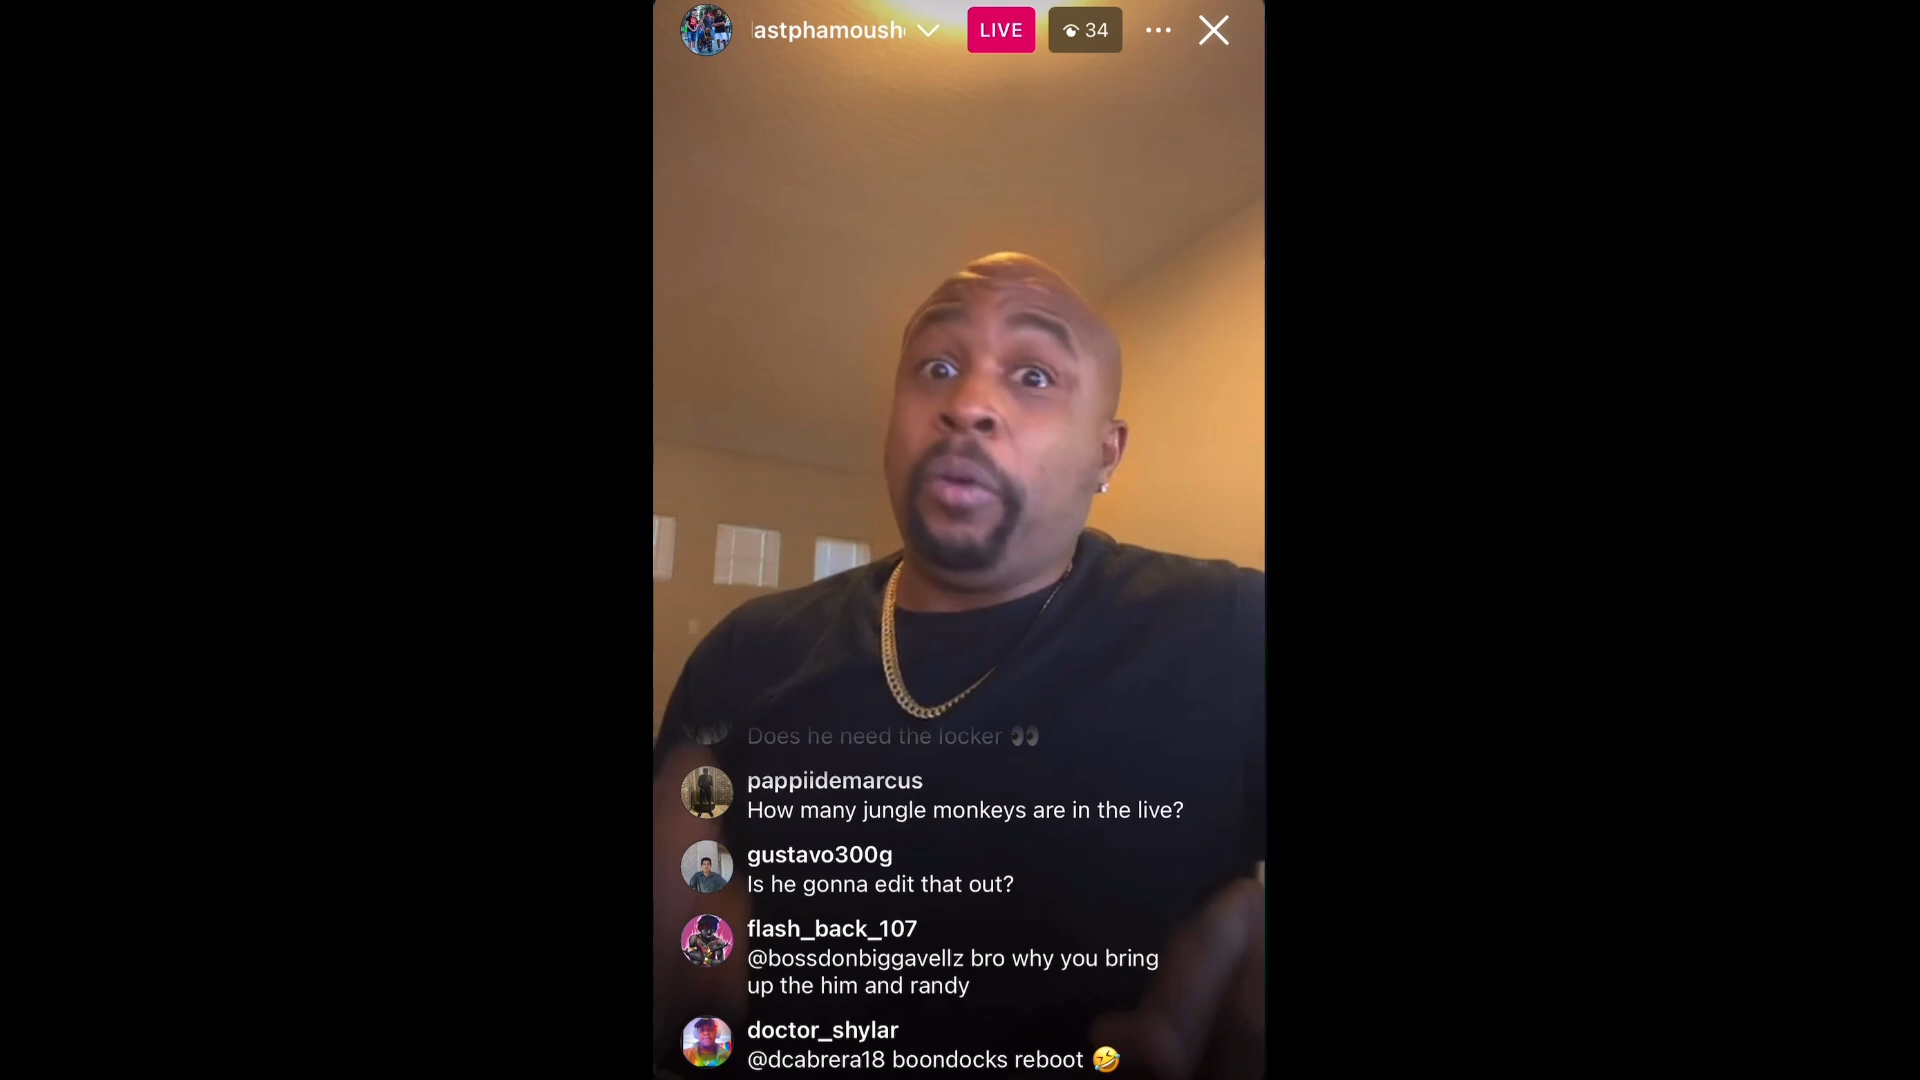 astphamoush
LIVE
34
Does he need the locker 👀
pappiidemarcus
How many jungle monkeys are in the live?
gustavo300g
Is he gonna edit that out?
flash_back_107
@bossdonbiggavellz bro why you bring
up the him and randy
doctor_shylar
@dcabrera18 boondocks reboot 🤣